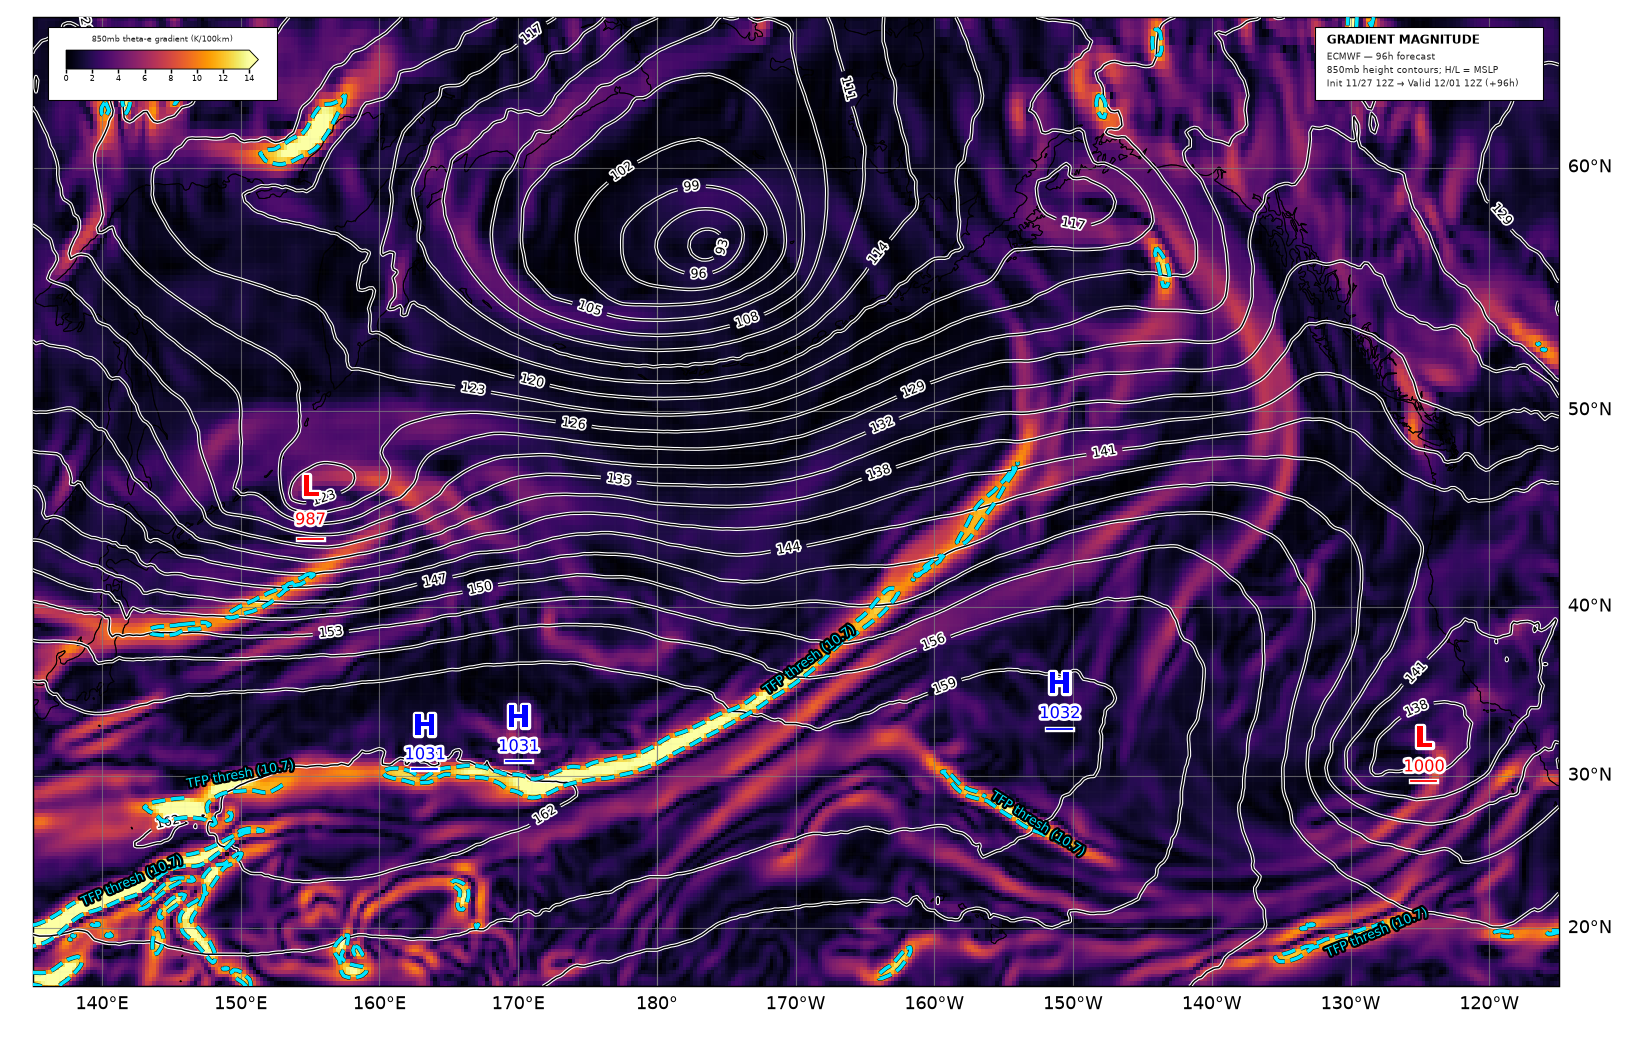 850mb theta-e gradient (K/100km)
0 2 4 6 8 10 12 14
GRADIENT MAGNITUDE
ECMWF — 96h forecast
850mb height contours; H/L = MSLP
Init 11/27 12Z → Valid 12/01 12Z (+96h)
117
111
102
99
93
96
105
108
114
117
129
60°N
123
120
126
129
132
135
138
141
50°N
L
123
987
144
147
150
153
156
159
40°N
TFP thresh (10.7)
H
1031
H
1031
H
1032
141
138
L
1000
TFP thresh (10.7)
30°N
162
162
TFP thresh (10.7)
TFP thresh (10.7)
TFP thresh (10.7)
20°N
140°E 150°E 160°E 170°E 180° 170°W 160°W 150°W 140°W 130°W 120°W